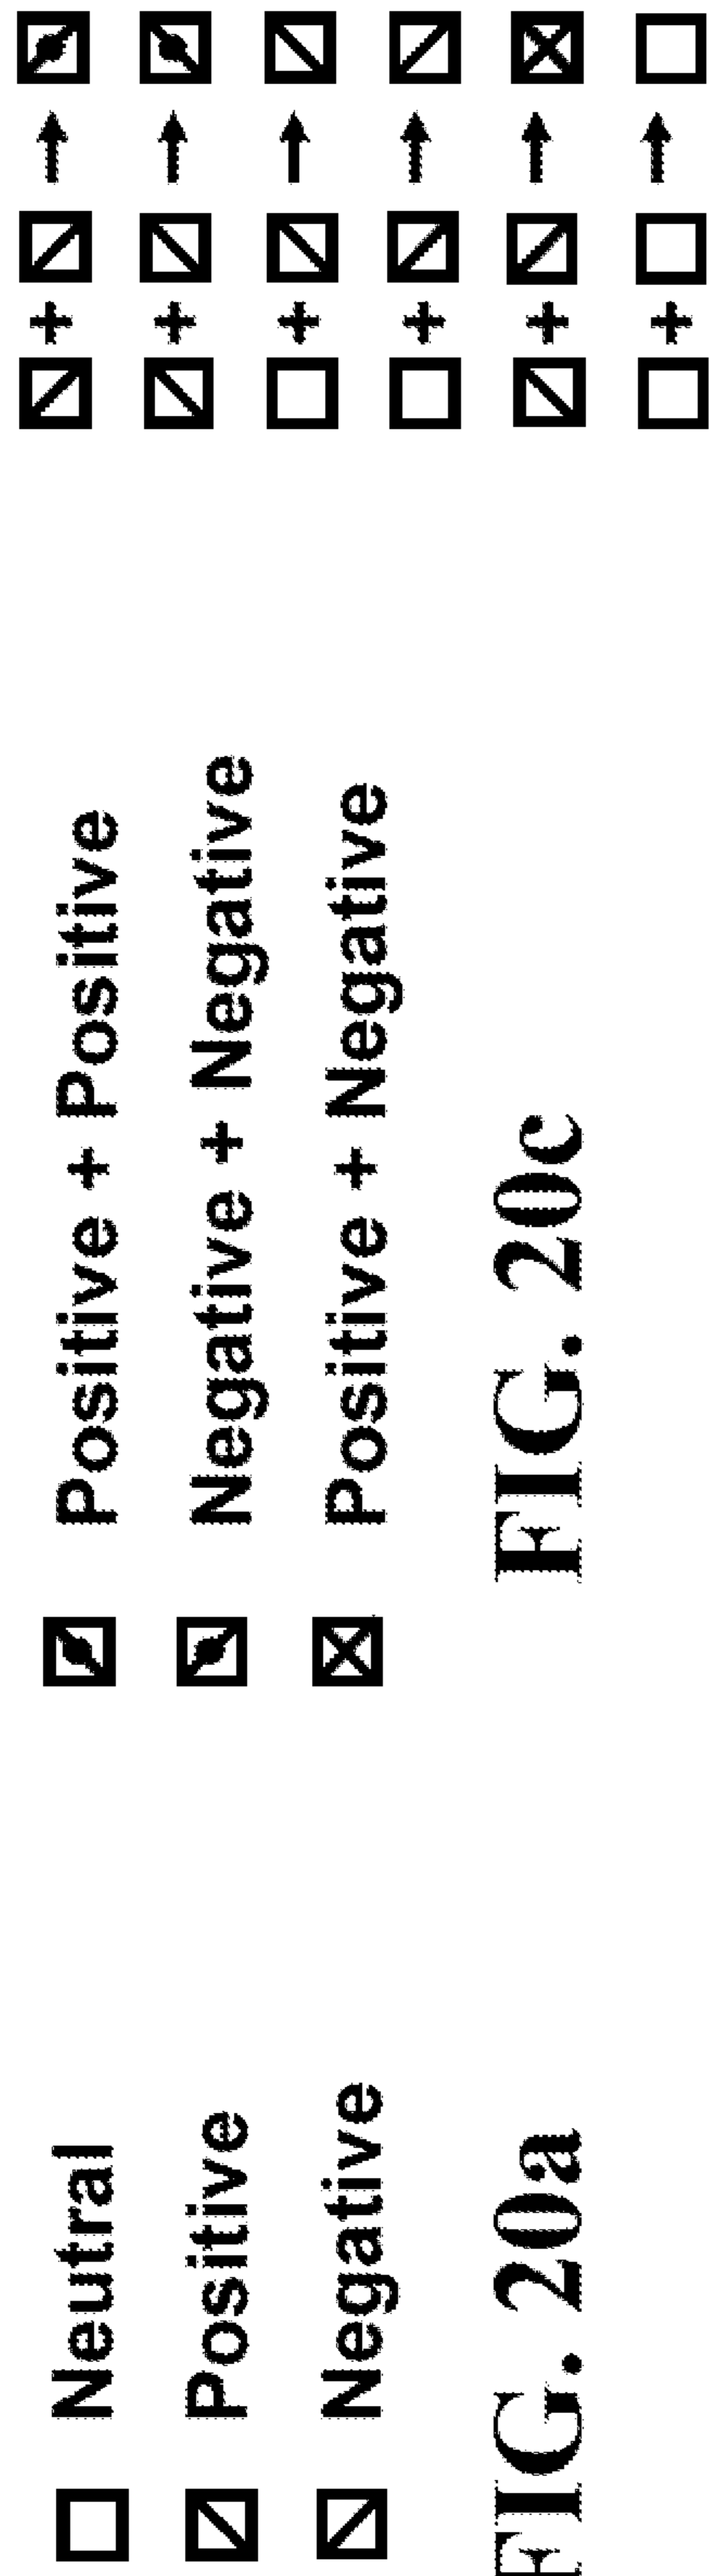 Neutral
Positive
Negative
FIG. 20a
Positive + Positive
Negative + Negative
Positive + Negative
FIG. 20c
+
+
+
+
+
+